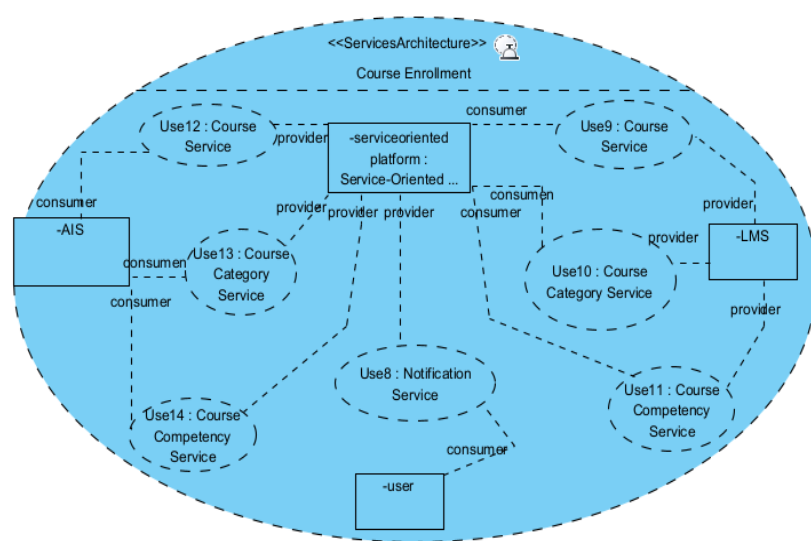 <<ServicesArchitecture>>
Course Enrollment
consumer
Use12 : Course
Service
provider
-serviceoriented
platform :
Service-Oriented ...
Use9 : Course
Service
consumer
provider
provider
provider
consumen
consumer
provider
-AIS
-LMS
consumen
Use13 : Course
Category
Service
provider
Use10 : Course
Category Service
consumer
provider
Use8 : Notification
Service
Use14 : Course
Competency
Service
Use11 : Course
Competency
Service
consumer
-user